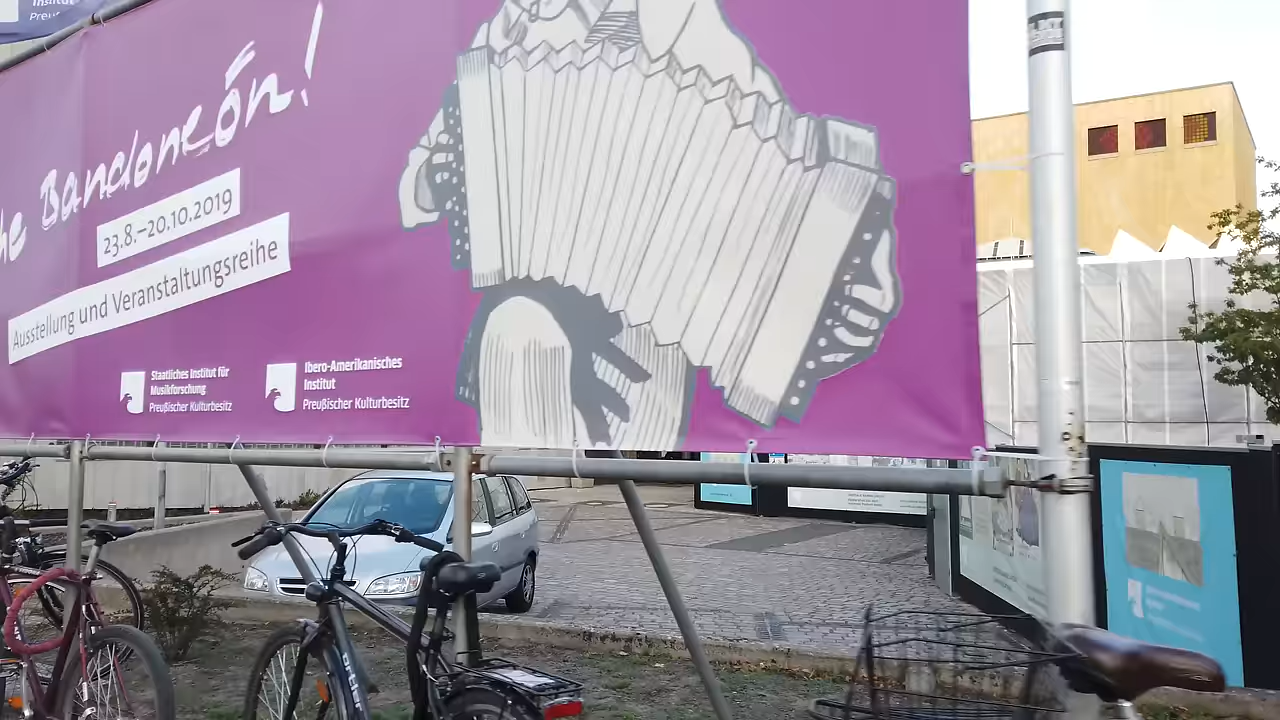 Institut
he Bandoneón!
23.8.–20.10.2019
Ausstellung und Veranstaltungsreihe
Staatliches Institut für
Musikforschung
Preußischer Kulturbesitz
Ibero-Amerikanisches
Institut
Preußischer Kulturbesitz